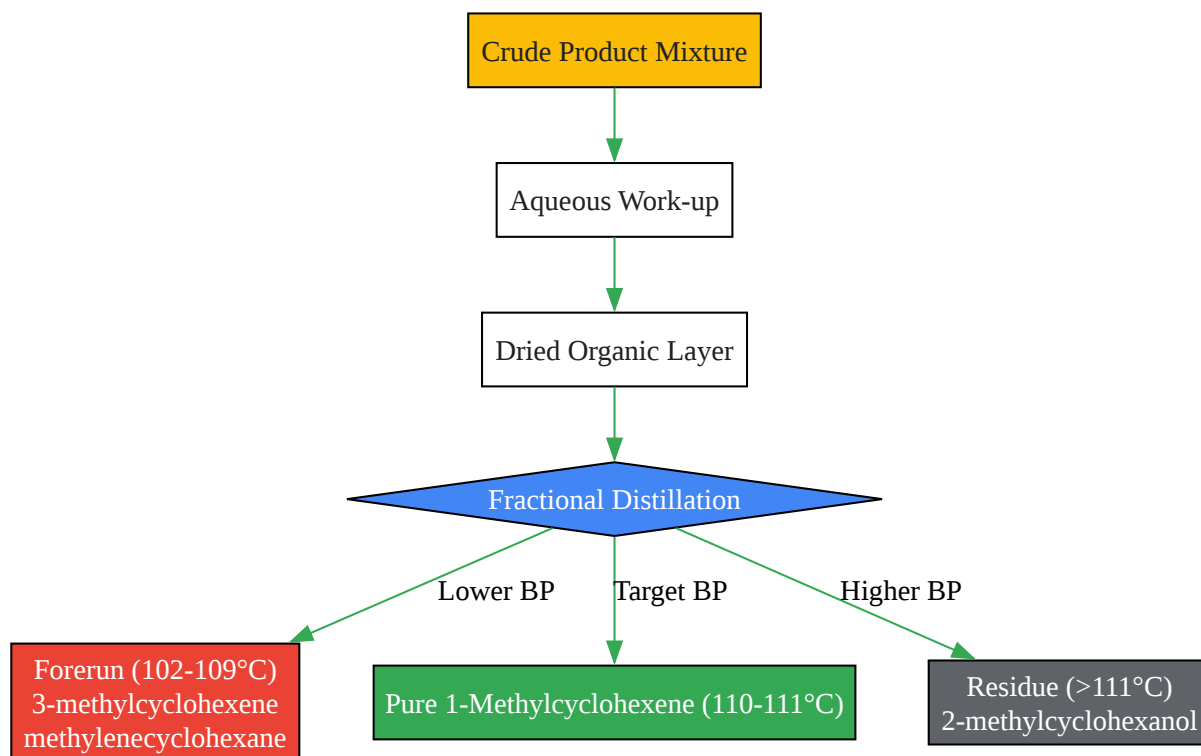 Crude Product Mixture
Aqueous Work-up
Dried Organic Layer
Fractional Distillation
Lower BP
Target BP
Higher BP
Forerun (102-109°C)
3-methylcyclohexene
methylenecyclohexane
Pure 1-Methylcyclohexene (110-111°C)
Residue (>111°C)
2-methylcyclohexanol